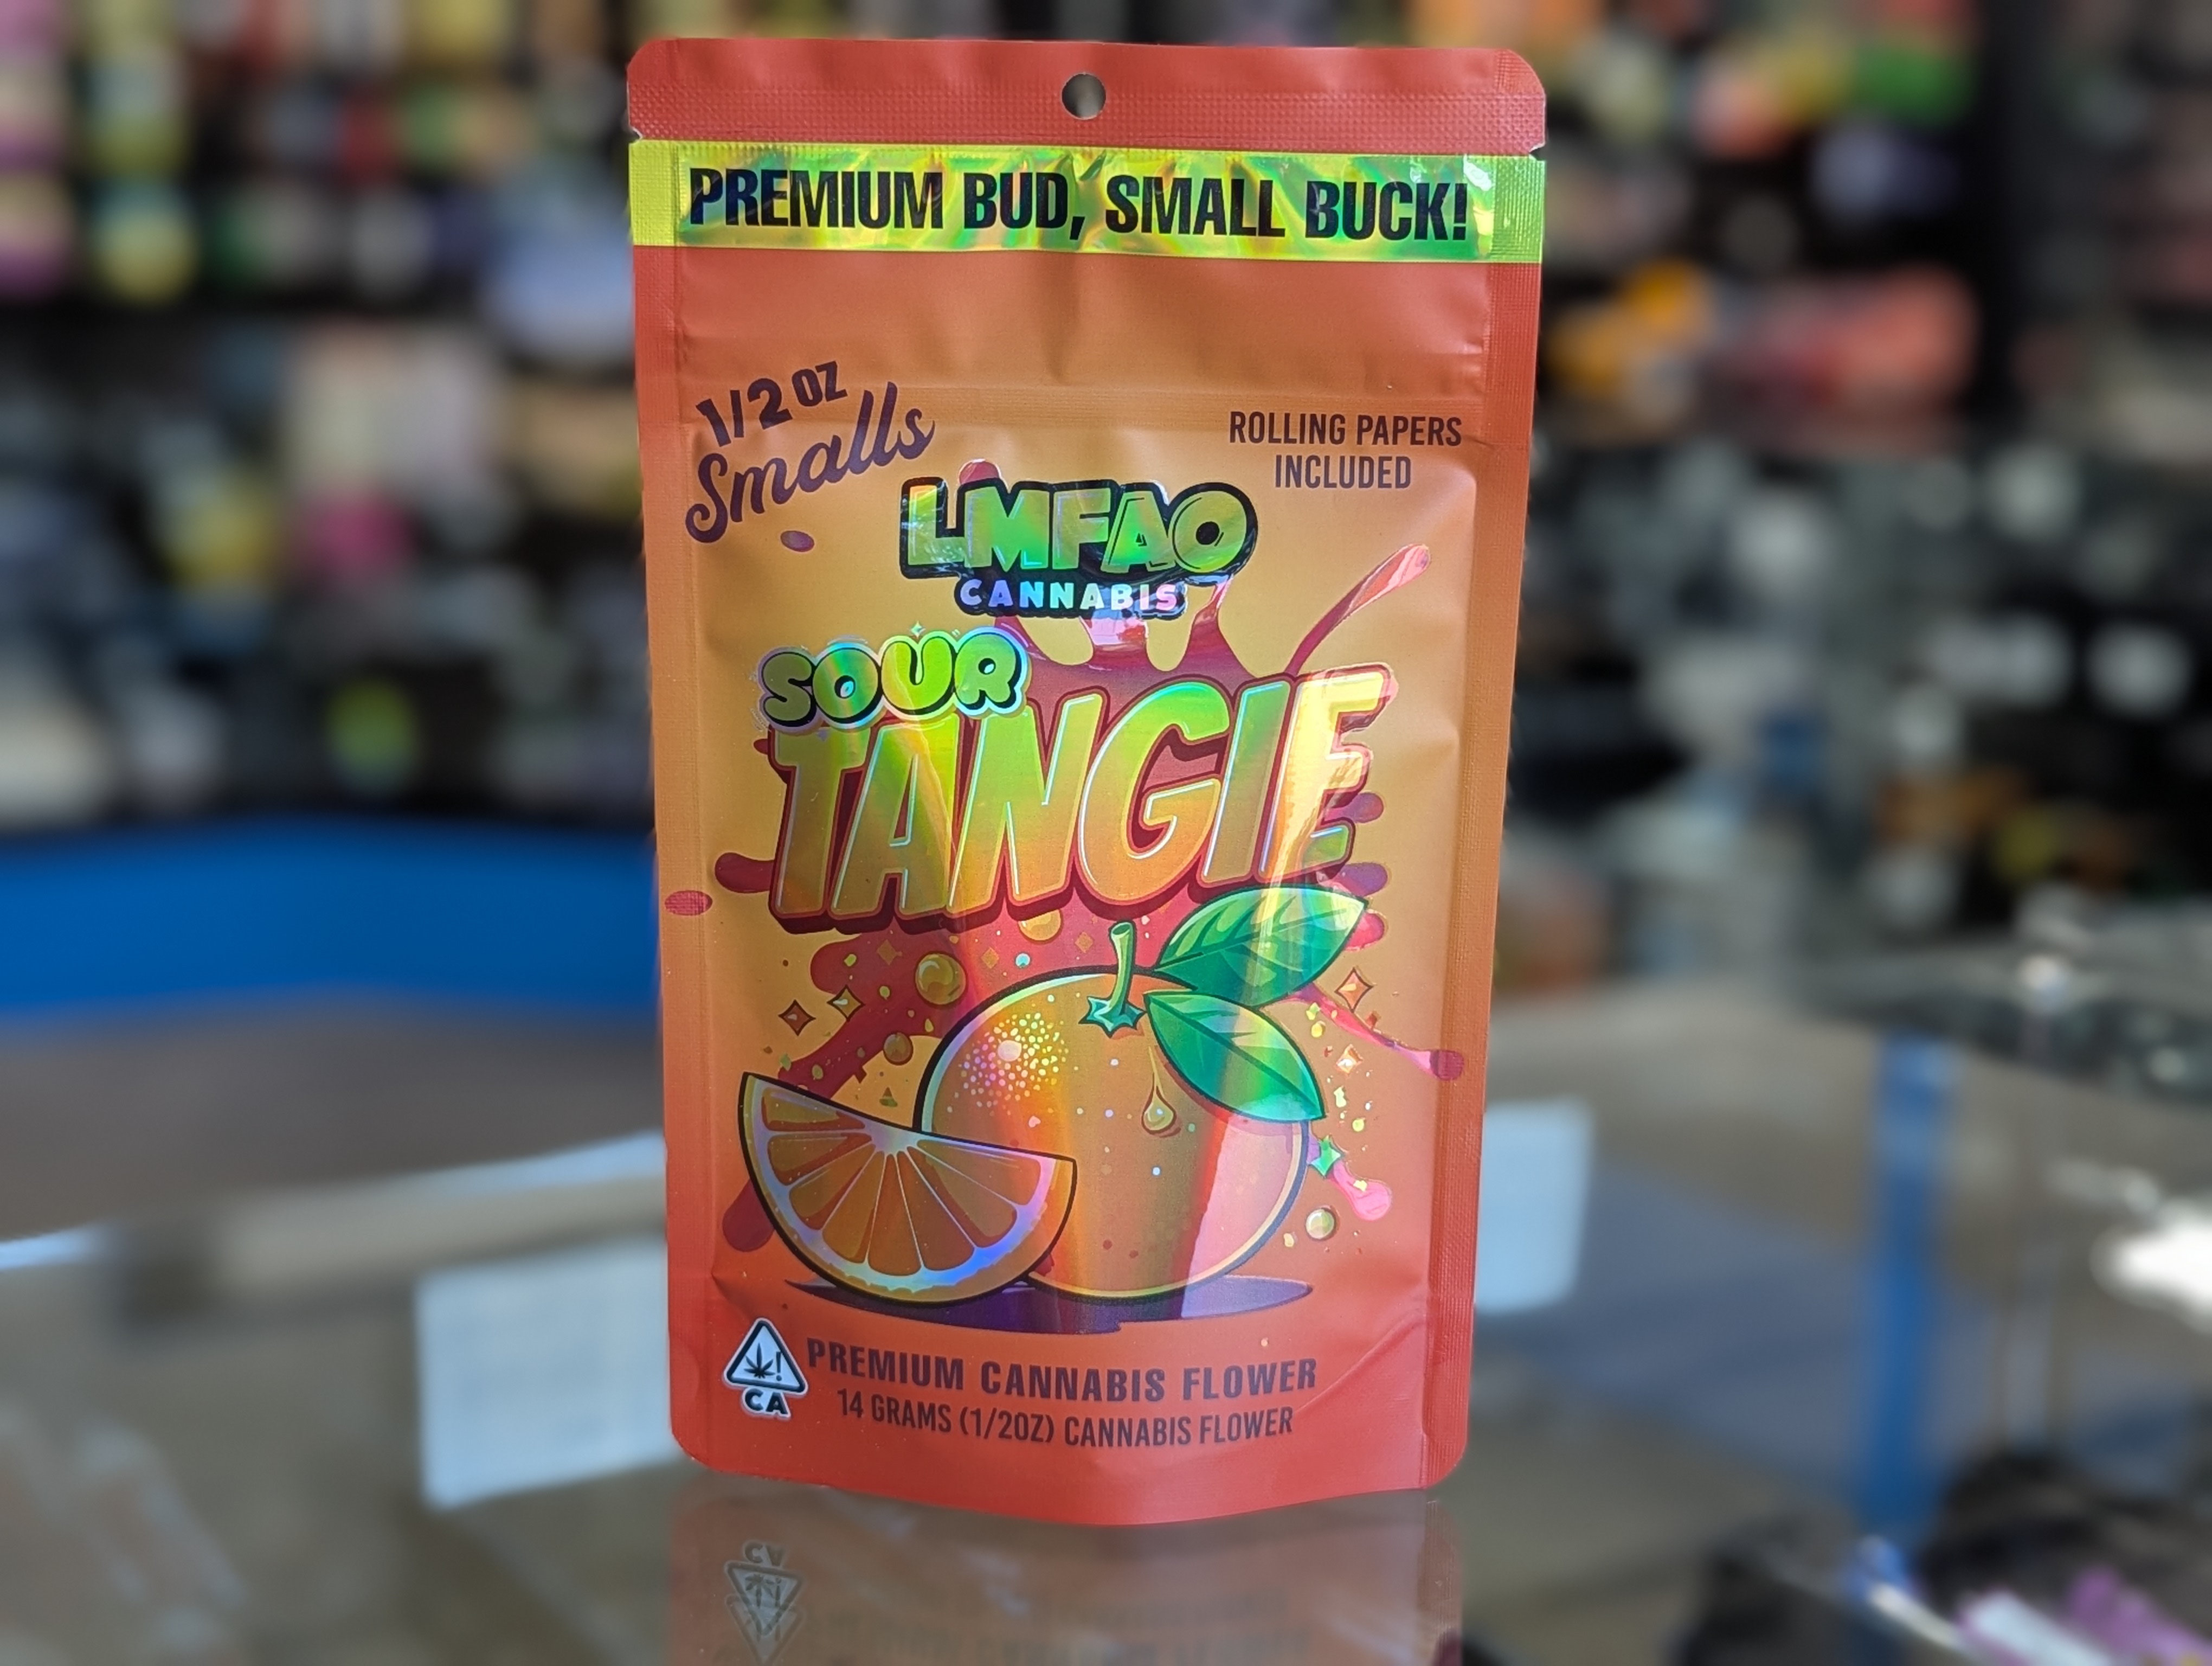 PREMIUM BUD, SMALL BUCK!
1/2 OZ
Smalls
ROLLING PAPERS
INCLUDED
LMFAO
CANNABIS
SOUR
TANGIE
!
CA
PREMIUM CANNABIS FLOWER
14 GRAMS (1/2OZ) CANNABIS FLOWER